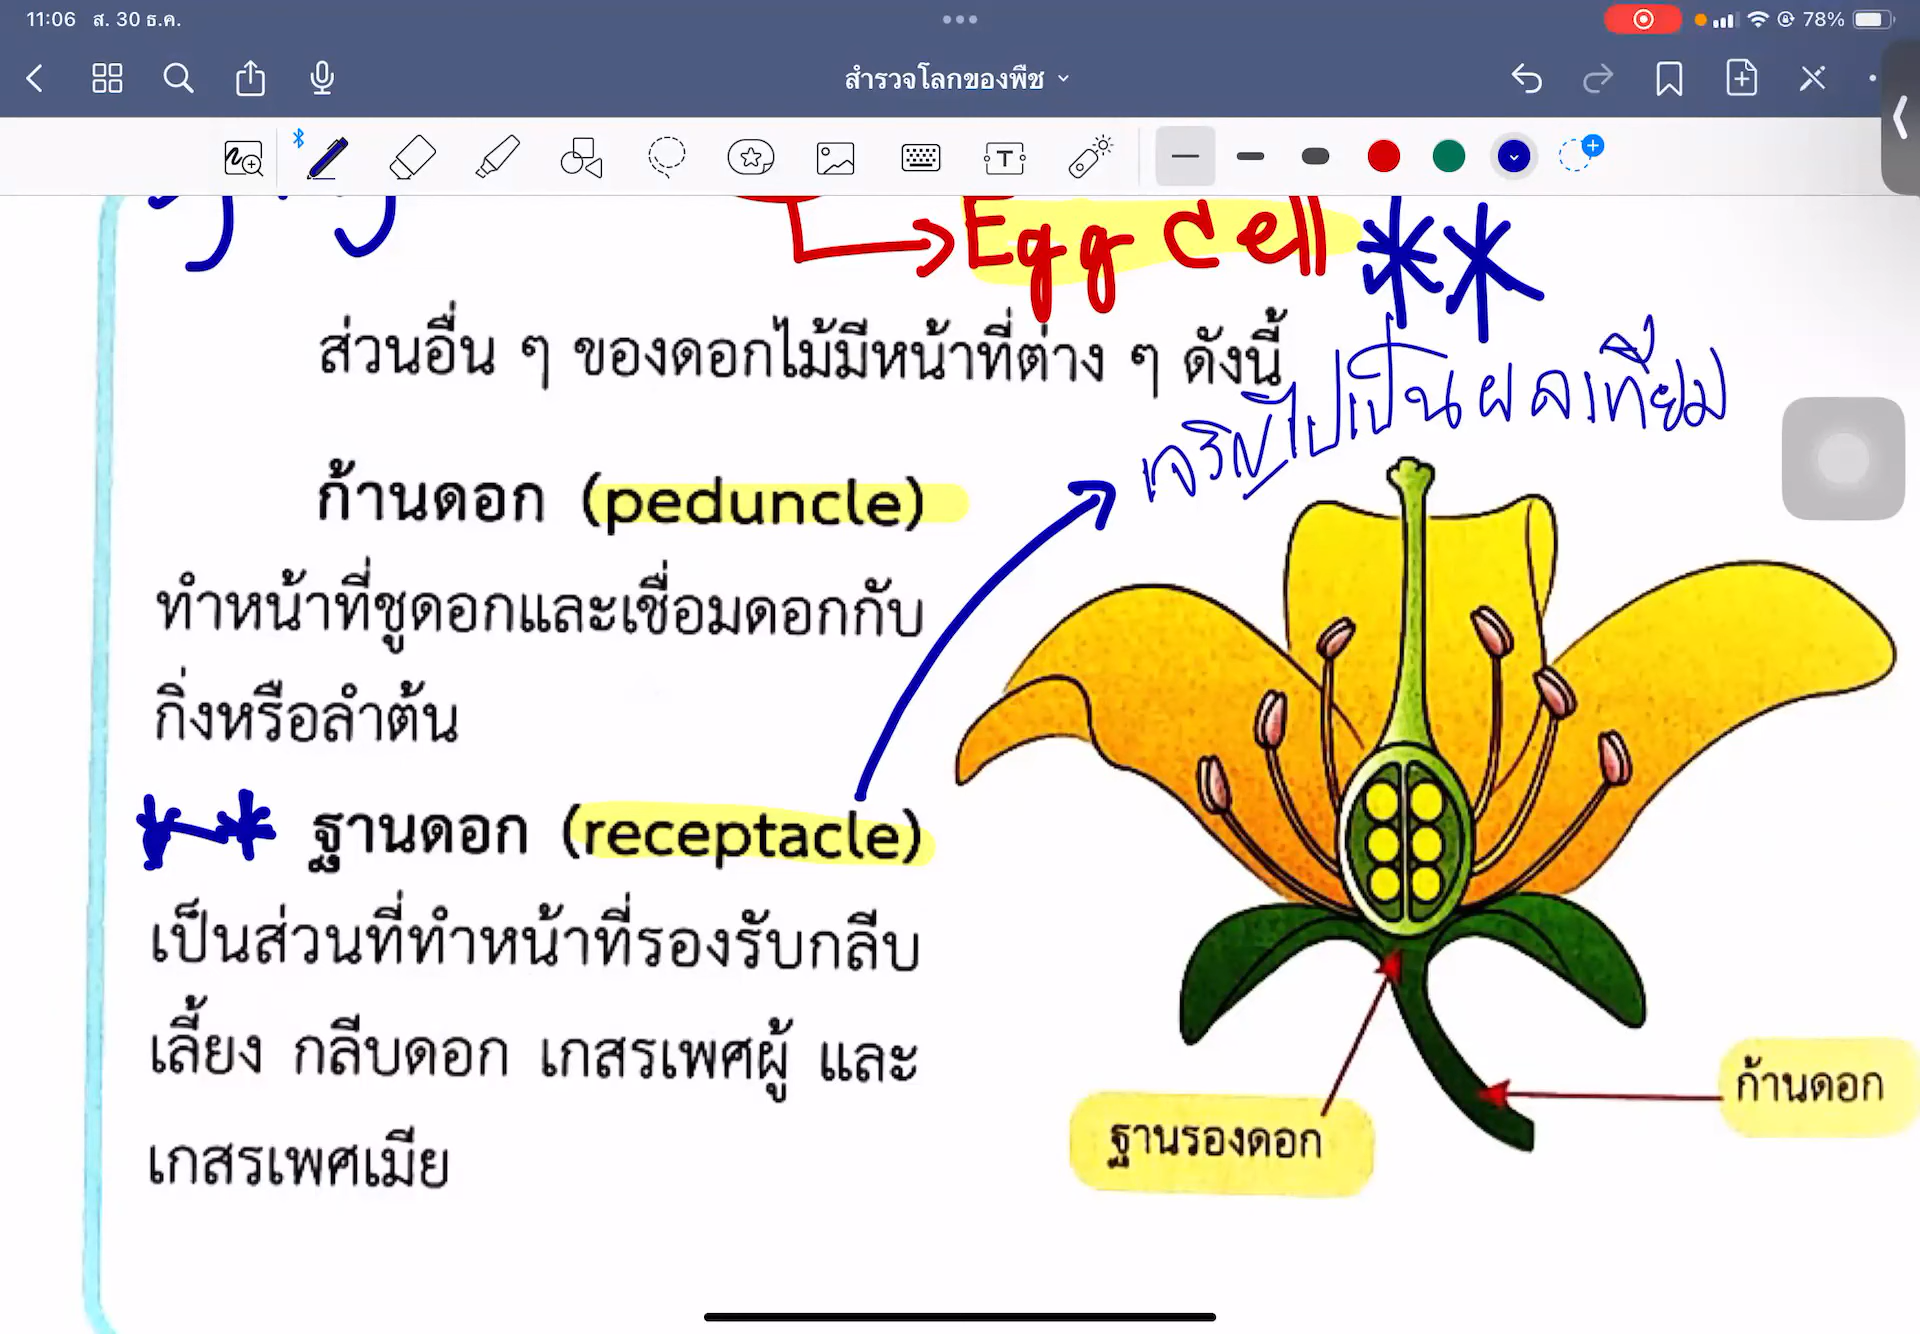 11:06 ส. 30 ธ.ค.
78%
สำรวจโลกของพืช
Egg cell **
ส่วนอื่น ๆ ของดอกไม้มีหน้าที่ต่าง ๆ ดังนี้
เจริญไปเป็นผลเทียม
ก้านดอก (peduncle)
ทำหน้าที่ชูดอกและเชื่อมดอกกับ
กิ่งหรือลำต้น
** ฐานดอก (receptacle)
เป็นส่วนที่ทำหน้าที่รองรับกลีบ
เลี้ยง กลีบดอก เกสรเพศผู้ และ
เกสรเพศเมีย
ก้านดอก
ฐานรองดอก